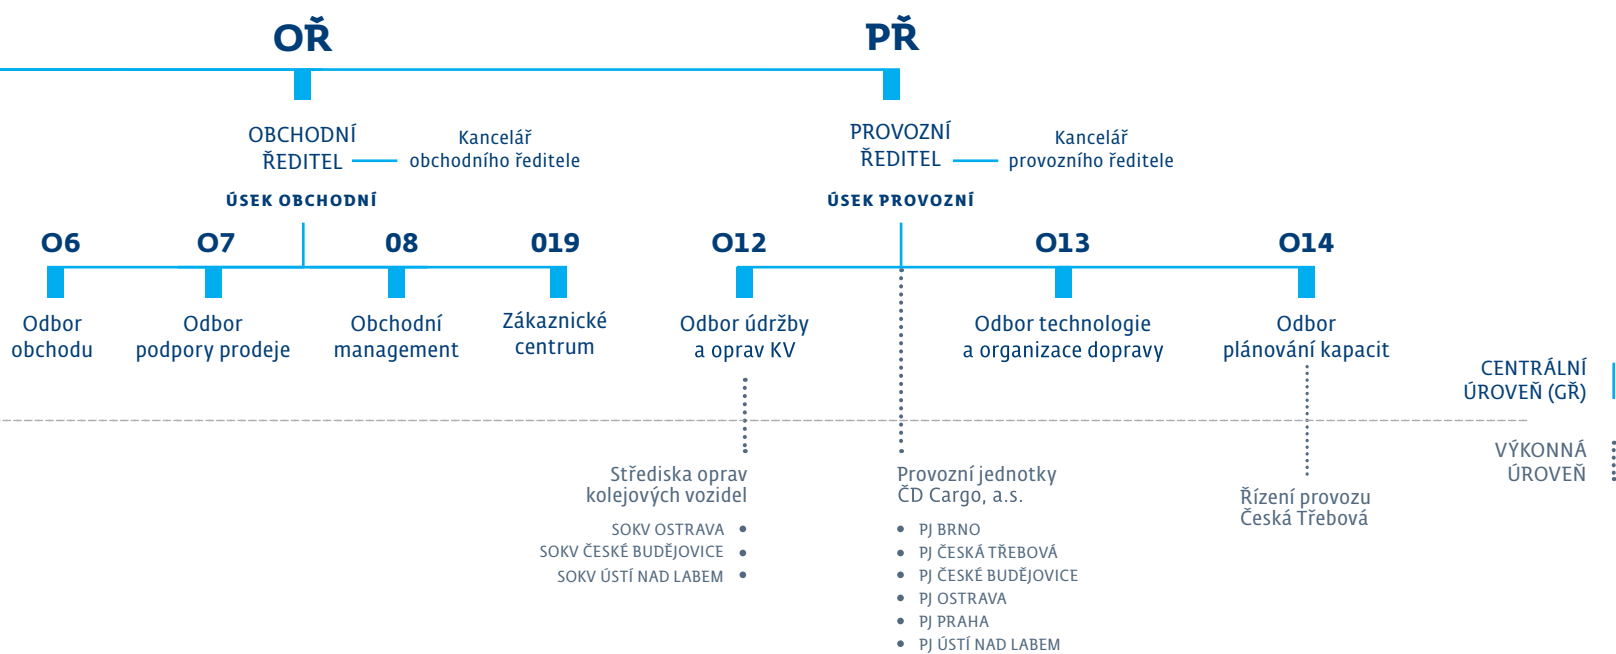 OŘ
PŘ
OBCHODNÍ
ŘEDITEL
Kancelář
obchodního ředitele
PROVOZNÍ
ŘEDITEL
Kancelář
provozního ředitele
ÚSEK OBCHODNÍ
ÚSEK PROVOZNÍ
O6
O7
08
019
O12
O13
O14
Odbor
obchodu
Odbor
podpory prodeje
Obchodní
management
Zákaznické
centrum
Odbor údržby
a oprav KV
Odbor technologie
a organizace dopravy
Odbor
plánování kapacit
CENTRÁLNÍ
ÚROVEŇ (GŘ)
VÝKONNÁ
ÚROVEŇ
Střediska oprav
kolejových vozidel
SOKV OSTRAVA •
SOKV ČESKÉ BUDĚJOVICE •
SOKV ÚSTÍ NAD LABEM •
Provozní jednotky
ČD Cargo, a.s.
• PJ BRNO
• PJ ČESKÁ TŘEBOVÁ
• PJ ČESKÉ BUDĚJOVICE
• PJ OSTRAVA
• PJ PRAHA
• PJ ÚSTÍ NAD LABEM
Řízení provozu
Česká Třebová